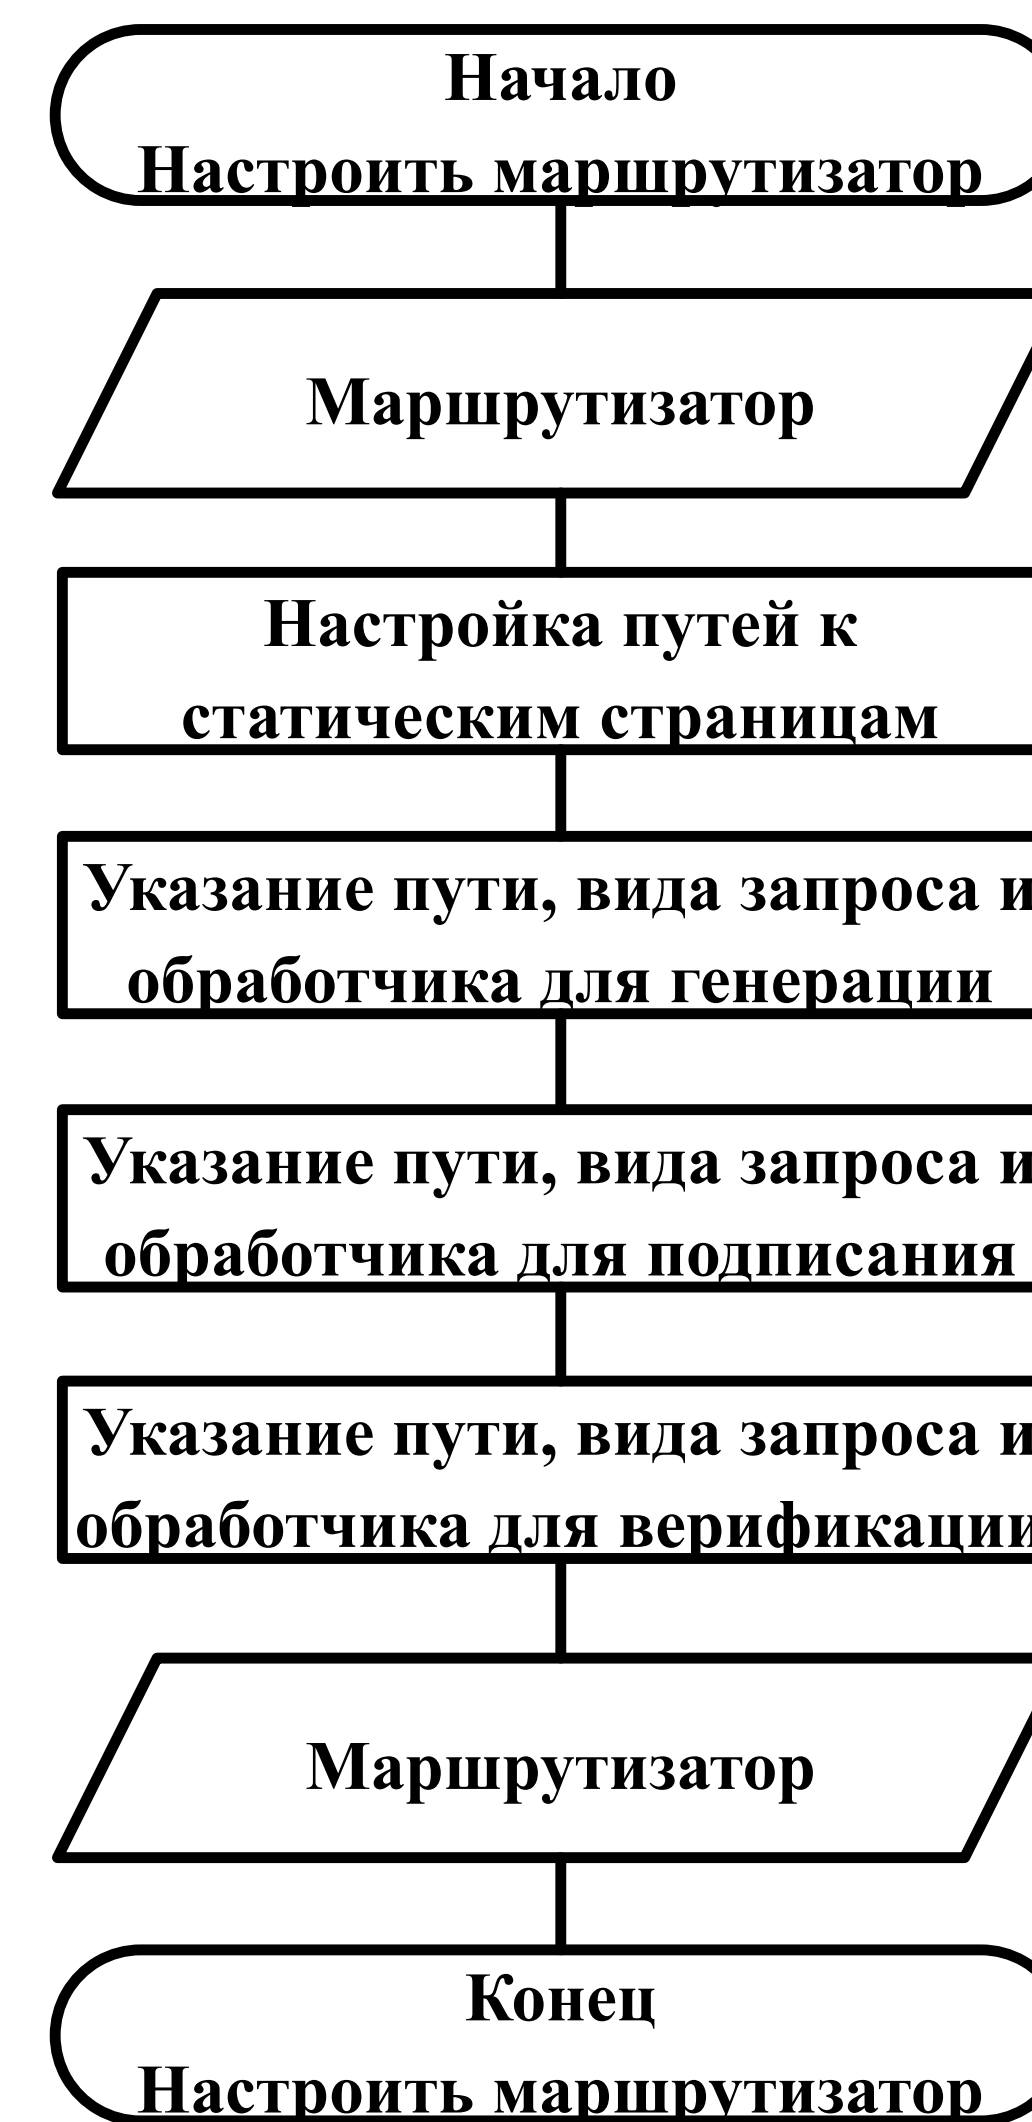 Начало
Настроить маршрутизатор
Маршрутизатор
Настройка путей к
статическим страницам
Указание пути, вида запроса и
обработчика для генерации
Указание пути, вида запроса и
обработчика для подписания
Указание пути, вида запроса и
обработчика для верификации
Маршрутизатор
Конец
Настроить маршрутизатор